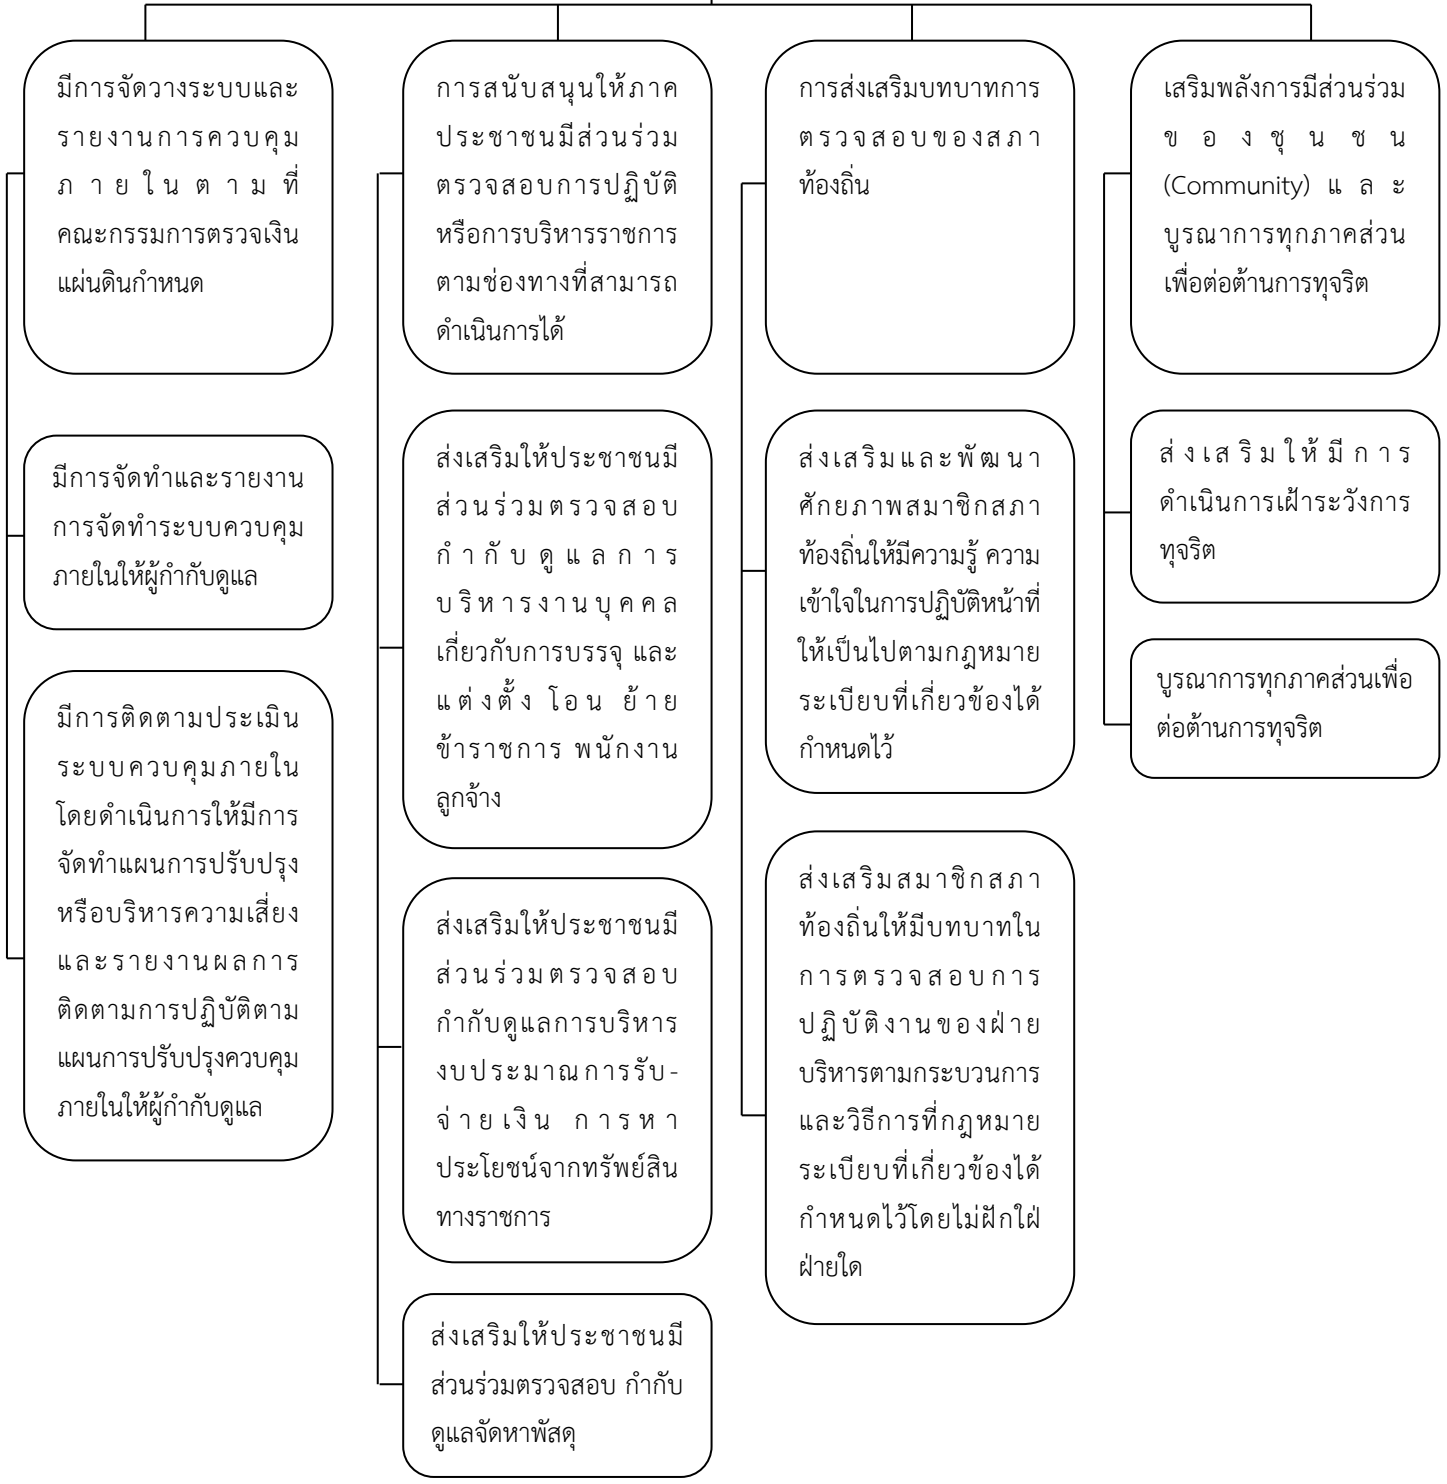 มีการจัดวางระบบและ
รายงานการควบคุม
ภายในตามที่
คณะกรรมการตรวจเงิน
แผ่นดินกำหนด
มีการจัดทำและรายงาน
การจัดทำระบบควบคุม
ภายในให้ผู้กำกับดูแล
มีการติดตามประเมิน
ระบบควบคุมภายใน
โดยดำเนินการให้มีการ
จัดทำแผนการปรับปรุง
หรือบริหารความเสี่ยง
และรายงานผลการ
ติดตามการปฏิบัติตาม
แผนการปรับปรุงควบคุม
ภายในให้ผู้กำกับดูแล
การสนับสนุนให้ภาค
ประชาชนมีส่วนร่วม
ตรวจสอบการปฏิบัติ
หรือการบริหารราชการ
ตามช่องทางที่สามารถ
ดำเนินการได้
ส่งเสริมให้ประชาชนมี
ส่วนร่วมตรวจสอบ
กำกับดูแลการ
บริหารงานบุคคล
เกี่ยวกับการบรรจุ และ
แต่งตั้ง โอน ย้าย
ข้าราชการ พนักงาน
ลูกจ้าง
ส่งเสริมให้ประชาชนมี
ส่วนร่วมตรวจสอบ
กำกับดูแลการบริหาร
งบประมาณการรับ-
จ่ายเงิน การหา
ประโยชน์จากทรัพย์สิน
ทางราชการ
ส่งเสริมให้ประชาชนมี
ส่วนร่วมตรวจสอบ กำกับ
ดูแลจัดหาพัสดุ
การส่งเสริมบทบาทการ
ตรวจสอบของสภา
ท้องถิ่น
ส่งเสริมและพัฒนา
ศักยภาพสมาชิกสภา
ท้องถิ่นให้มีความรู้ ความ
เข้าใจในการปฏิบัติหน้าที่
ให้เป็นไปตามกฎหมาย
ระเบียบที่เกี่ยวข้องได้
กำหนดไว้
ส่งเสริมสมาชิกสภา
ท้องถิ่นให้มีบทบาทใน
การตรวจสอบการ
ปฏิบัติงานของฝ่าย
บริหารตามกระบวนการ
และวิธีการที่กฎหมาย
ระเบียบที่เกี่ยวข้องได้
กำหนดไว้โดยไม่ฝักใฝ่
ฝ่ายใด
เสริมพลังการมีส่วนร่วม
ของชุนชน
(Community) และ
บูรณาการทุกภาคส่วน
เพื่อต่อต้านการทุจริต
ส่งเสริมให้มีการ
ดำเนินการเฝ้าระวังการ
ทุจริต
บูรณาการทุกภาคส่วนเพื่อ
ต่อต้านการทุจริต